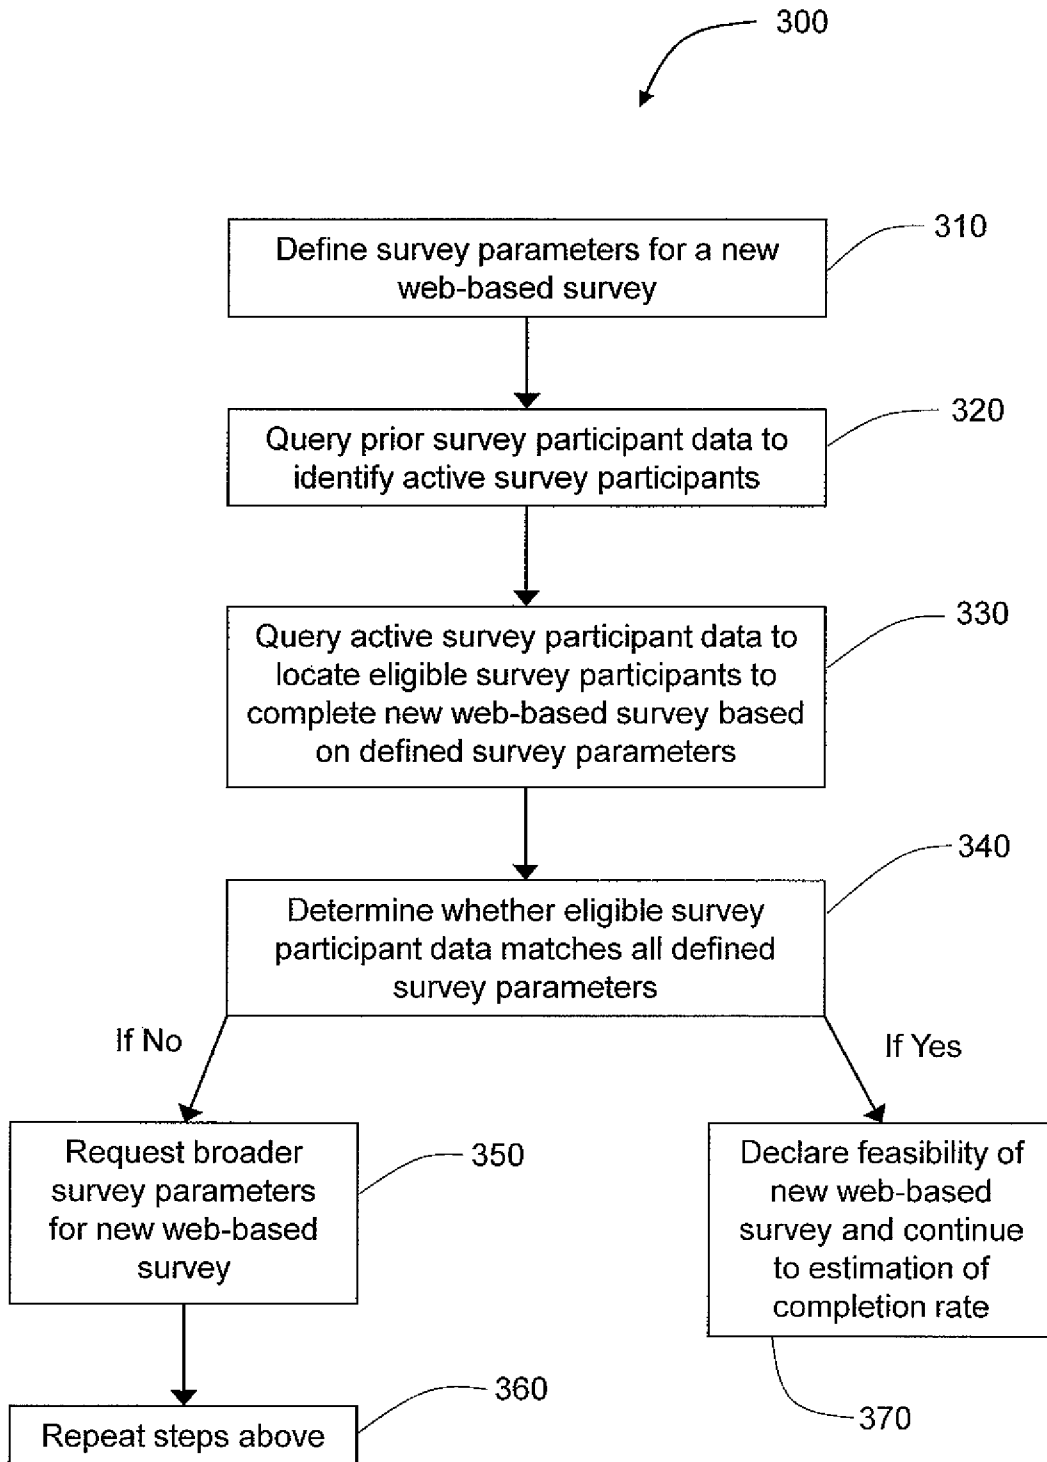 300
Define survey parameters for a new
web-based survey
310
Query prior survey participant data to
identify active survey participants
320
Query active survey participant data to
locate eligible survey participants to
complete new web-based survey based
on defined survey parameters
330
Determine whether eligible survey
participant data matches all defined
survey parameters
340
If No
If Yes
Request broader
survey parameters
for new web-based
survey
350
Declare feasibility of
new web-based
survey and continue
to estimation of
completion rate
370
Repeat steps above
360